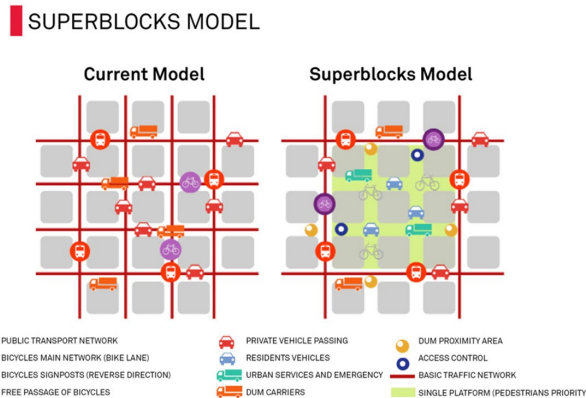 SUPERBLOCKS MODEL
Current Model
Superblocks Model
PUBLIC TRANSPORT NETWORK
BICYCLES MAIN NETWORK (BIKE LANE)
BICYCLES SIGNPOSTS (REVERSE DIRECTION)
FREE PASSAGE OF BICYCLES
PRIVATE VEHICLE PASSING
RESIDENTS VEHICLES
URBAN SERVICES AND EMERGENCY
DUM CARRIERS
DUM PROXIMITY AREA
ACCESS CONTROL
BASIC TRAFFIC NETWORK
SINGLE PLATFORM (PEDESTRIANS PRIORITY